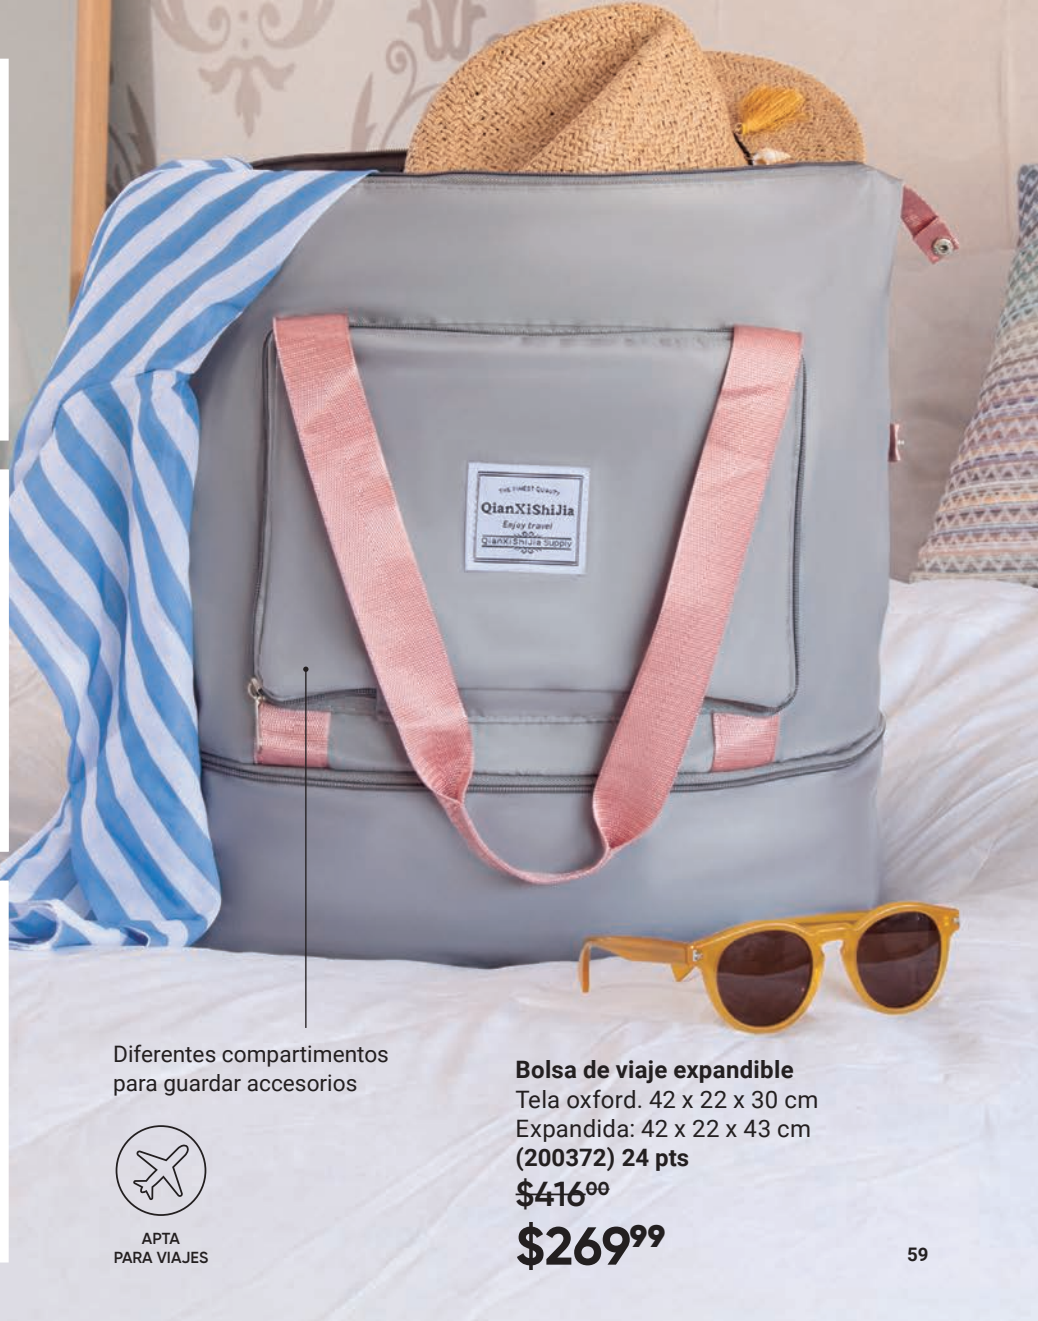 THE FINEST QUALITY
QianXiShiJia
Enjoy travel
QianXiShiJia Supply
Diferentes compartimentos
para guardar accesorios
APTA
PARA VIAJES
Bolsa de viaje expandible
Tela oxford. 42 x 22 x 30 cm
Expandida: 42 x 22 x 43 cm
(200372) 24 pts
$416⁰⁰
$269⁹⁹
59